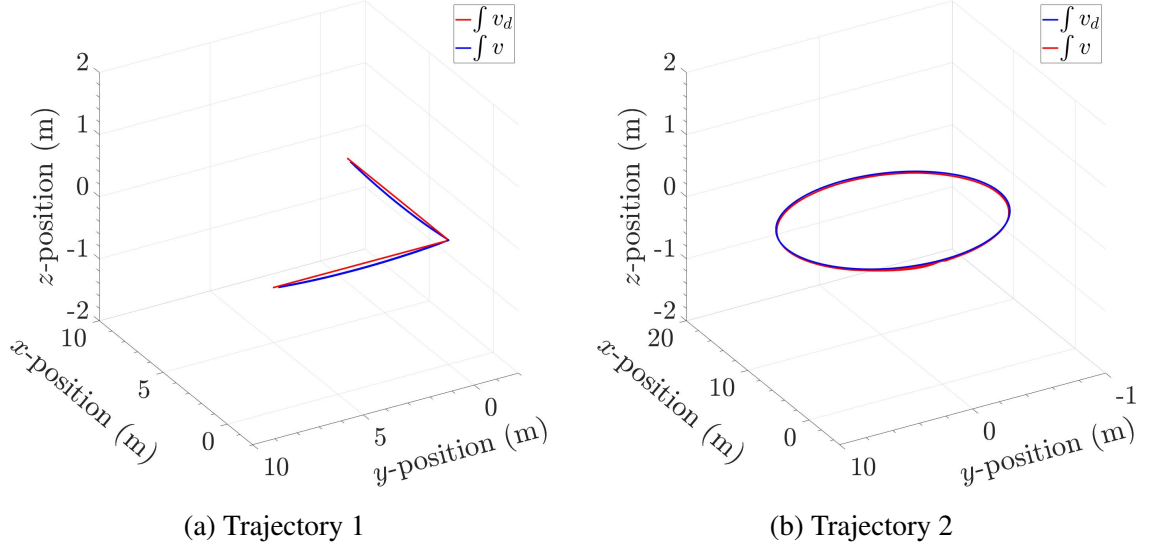 ∫ v_d
∫ v
2
1
0
-1
-2
z-position (m)
10
5
0
x-position (m)
10
5
0
y-position (m)
(a) Trajectory 1
∫ v_d
∫ v
2
1
0
-1
-2
z-position (m)
20
10
0
x-position (m)
10
0
-1
y-position (m)
(b) Trajectory 2